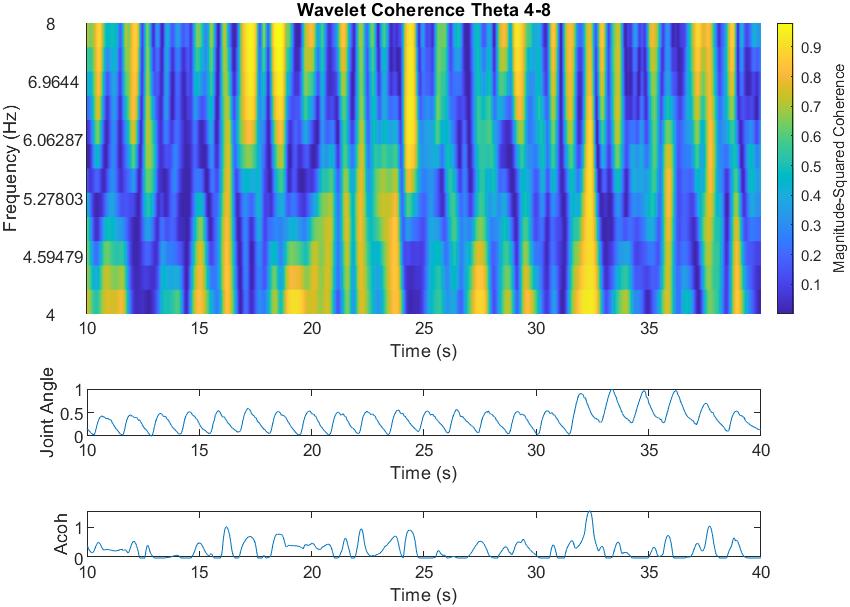 Wavelet Coherence Theta 4-8
8
6.9644
6.06287
5.27803
4.59479
4
Frequency (Hz)
10 15 20 25 30 35
Time (s)
0.9
0.8
0.7
0.6
0.5
0.4
0.3
0.2
0.1
Magnitude-Squared Coherence
Joint Angle
1
0.5
0
10 15 20 25 30 35 40
Time (s)
Acoh
1
0
10 15 20 25 30 35 40
Time (s)